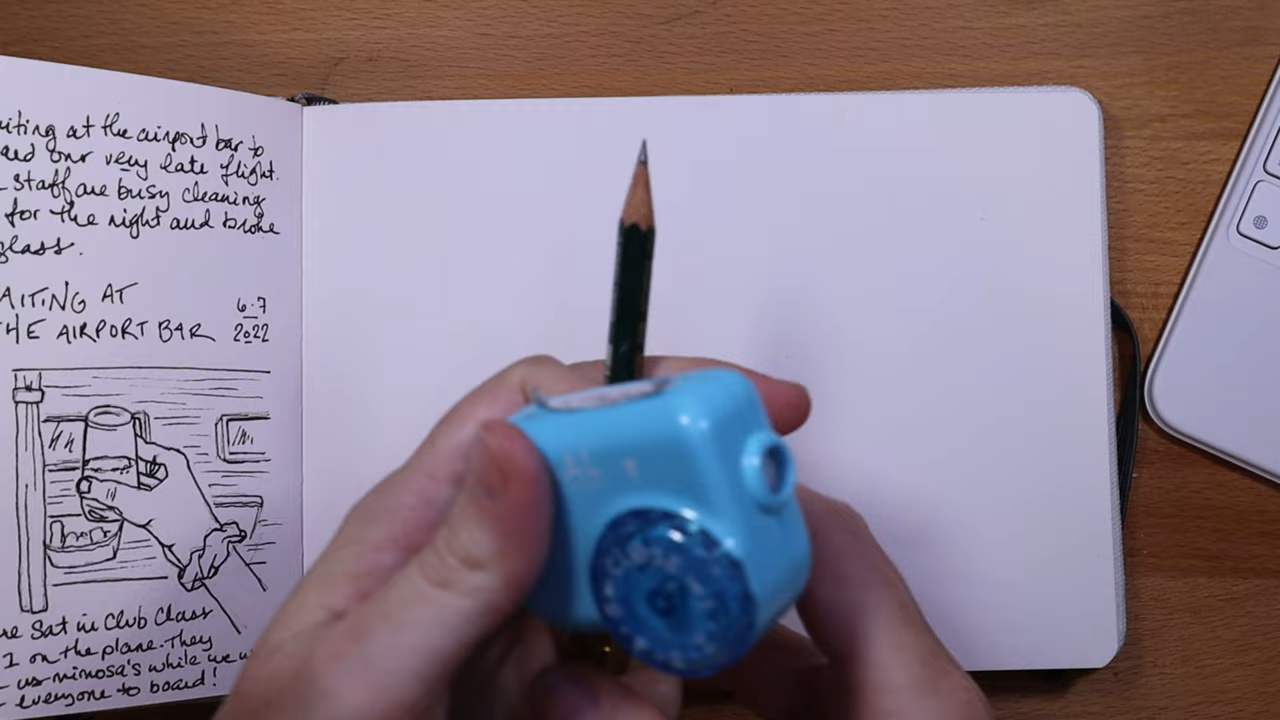 iting at the airport bar to
our very late flight.
staff are busy cleaning
for the night and broke
glass.
AITING AT
THE AIRPORT BAR
6.7
2022
Sat in Club Class
1 on the plane. They
us mimosa's while we
everyone to board!
CLOSE